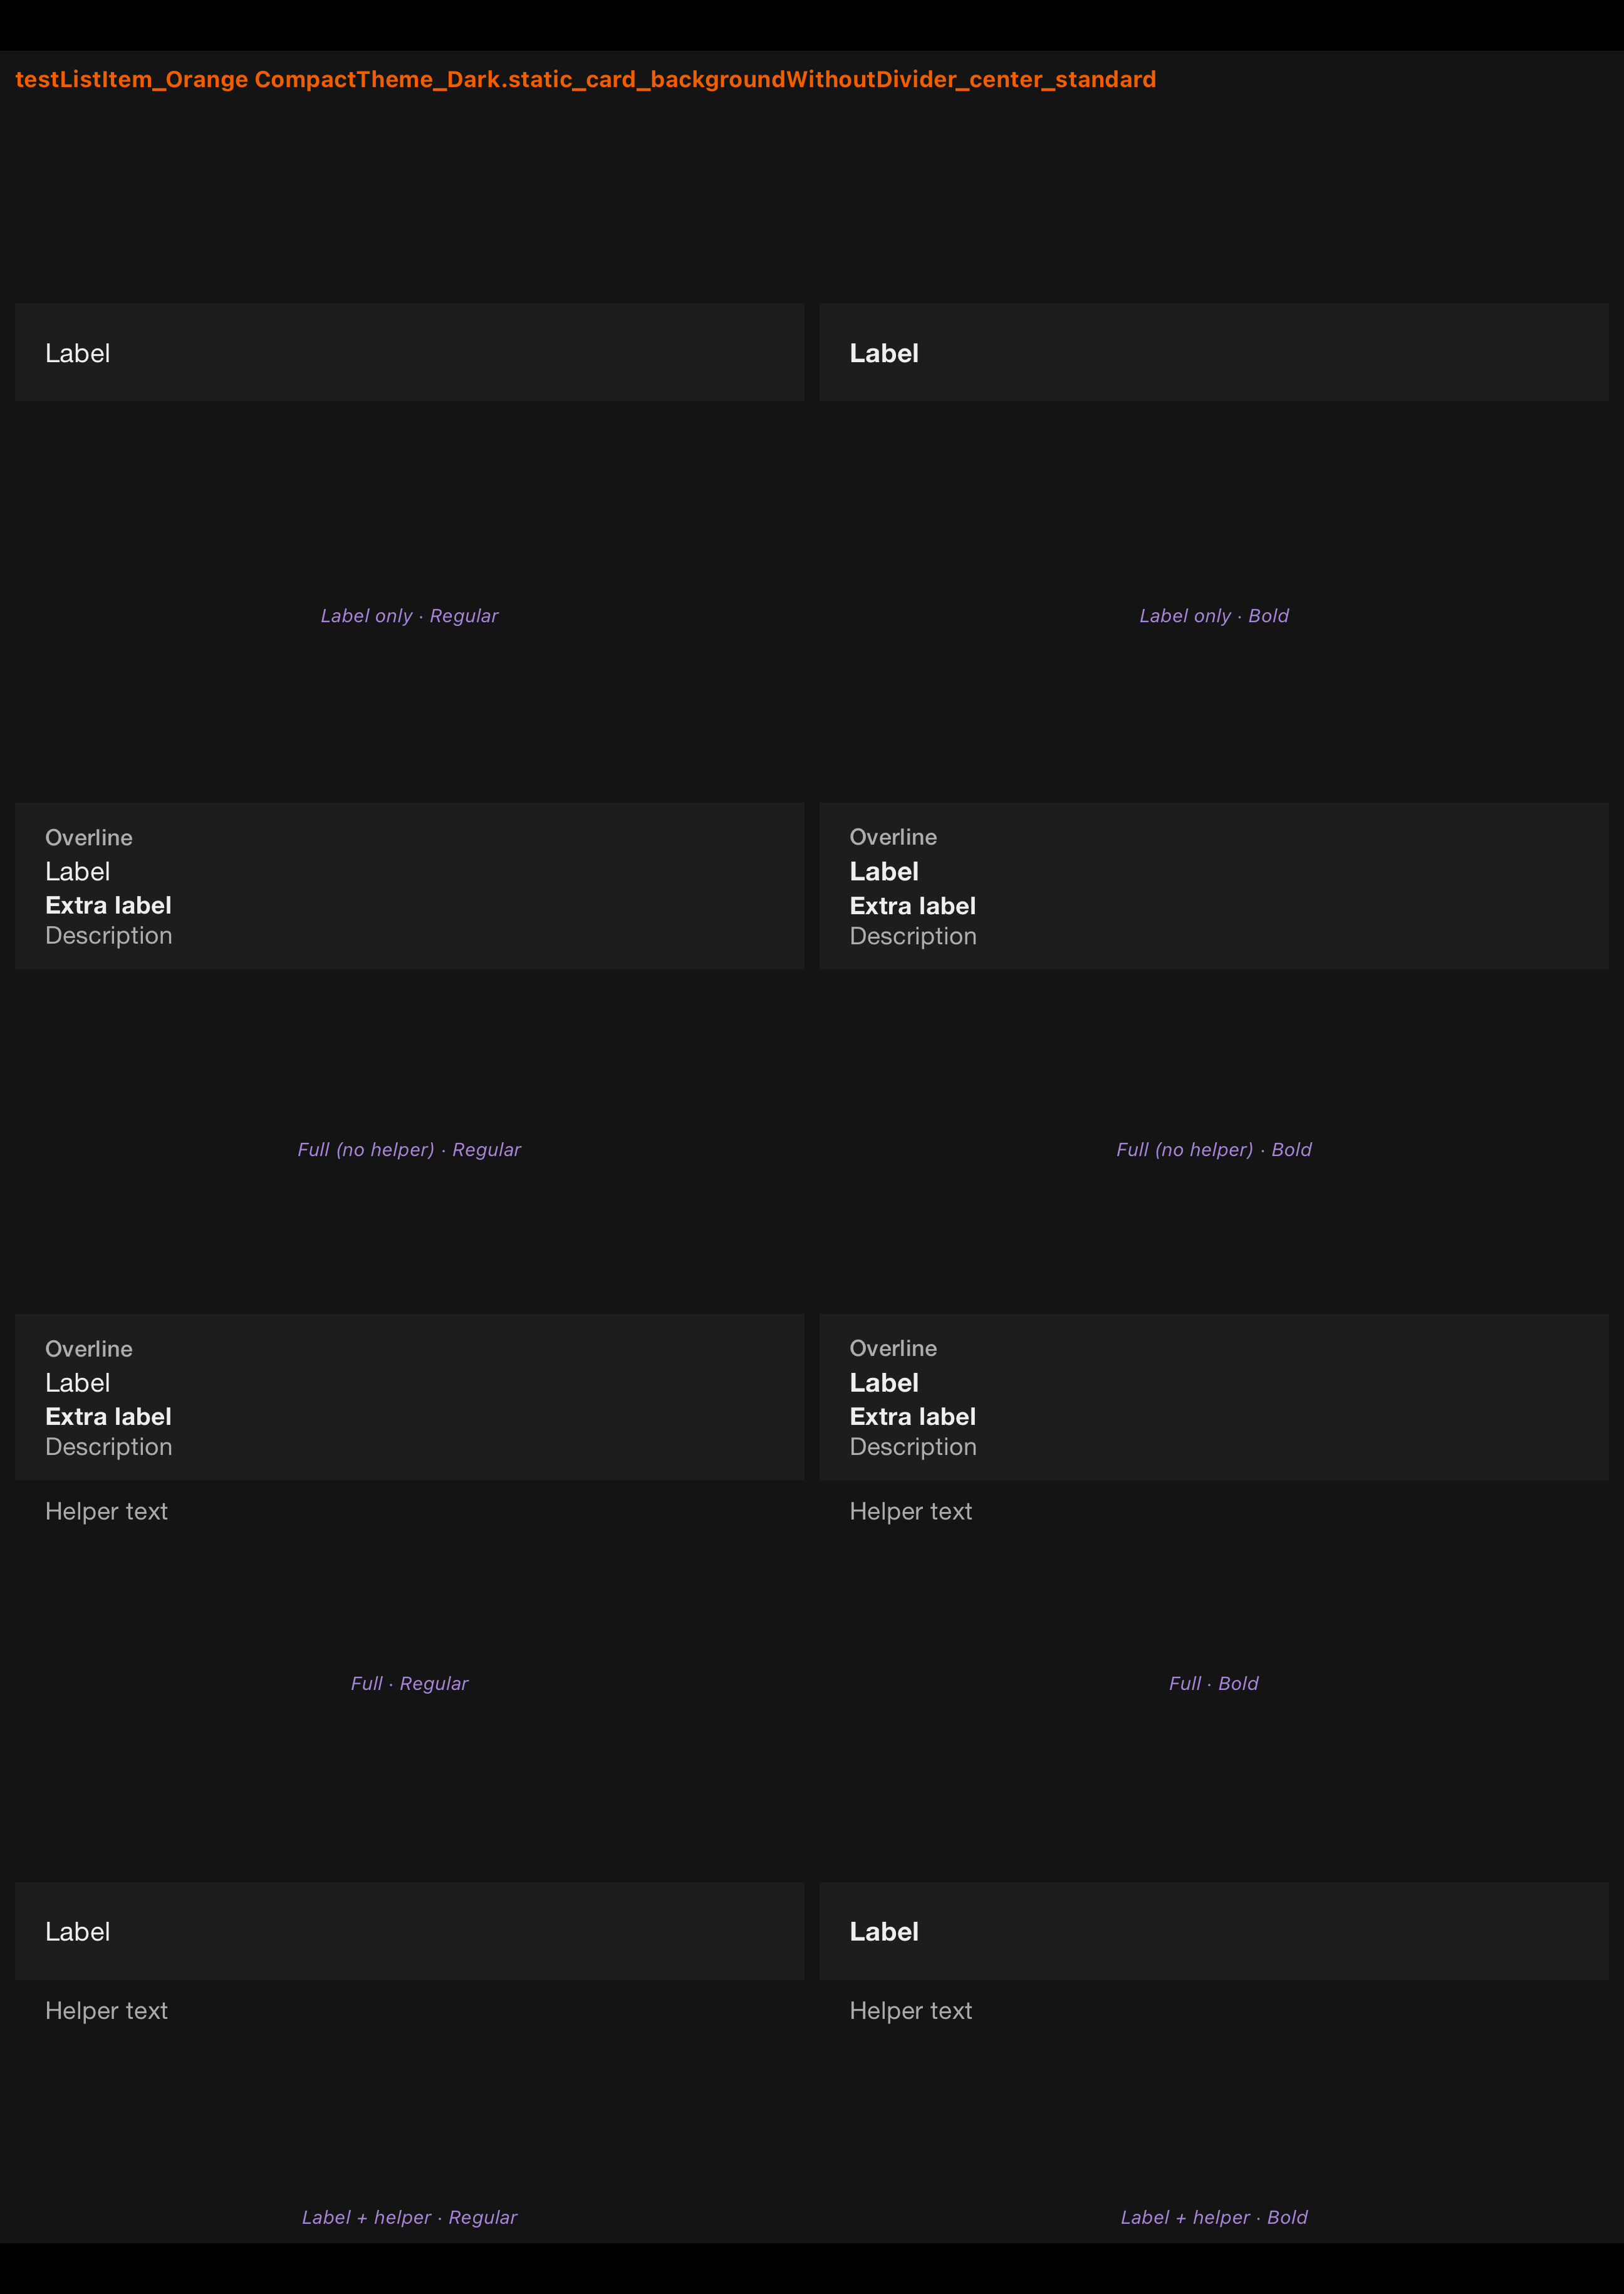 testListItem_Orange CompactTheme_Dark.static_card_backgroundWithoutDivider_center_standard
Label
Label
Label only · Regular
Label only · Bold
Overline
Label
Extra label
Description
Overline
Label
Extra label
Description
Full (no helper) · Regular
Full (no helper) · Bold
Overline
Label
Extra label
Description
Helper text
Overline
Label
Extra label
Description
Helper text
Full · Regular
Full · Bold
Label
Helper text
Label
Helper text
Label + helper · Regular
Label + helper · Bold